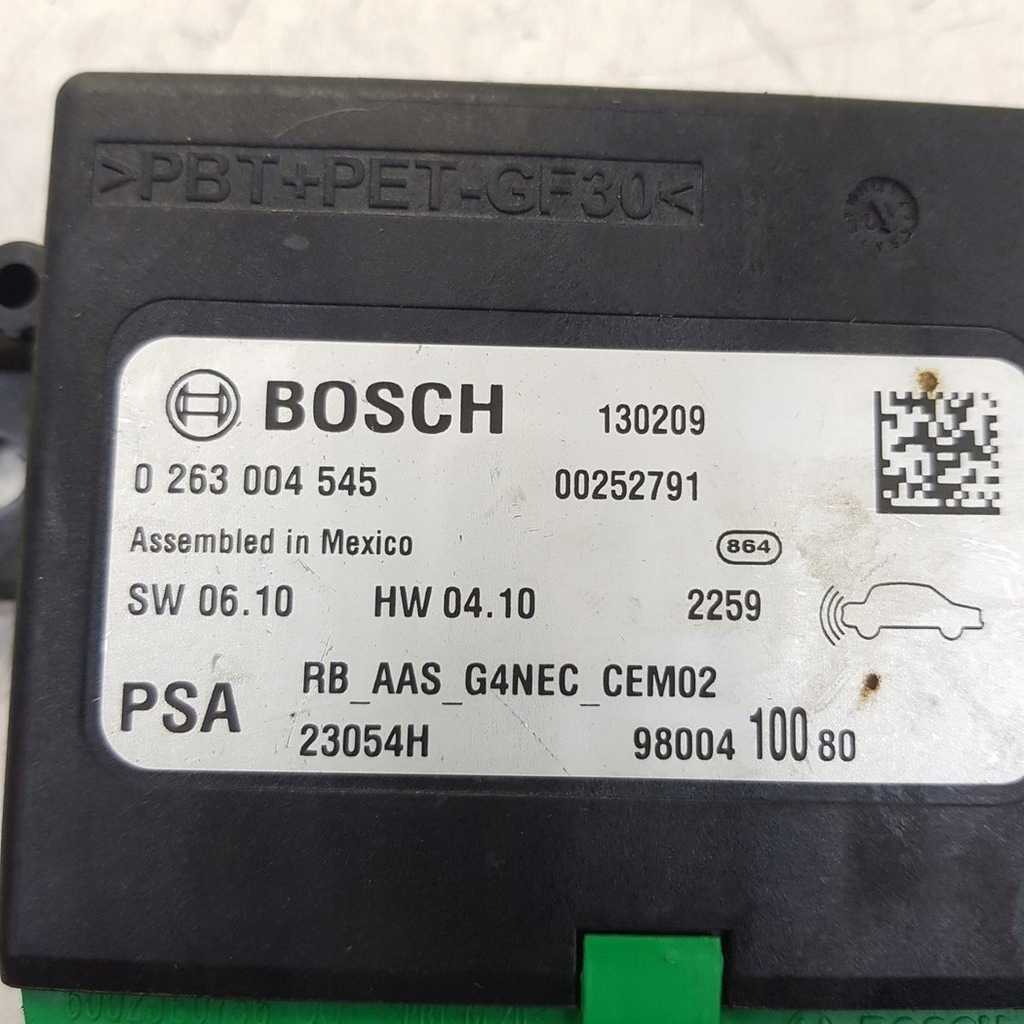 >PBT+PET-GF30<
BOSCH 130209
0 263 004 545 00252791
Assembled in Mexico 864
SW 06.10 HW 04.10 2259
PSA RB_AAS_G4NEC_CEM02
23054H 98004 100 80